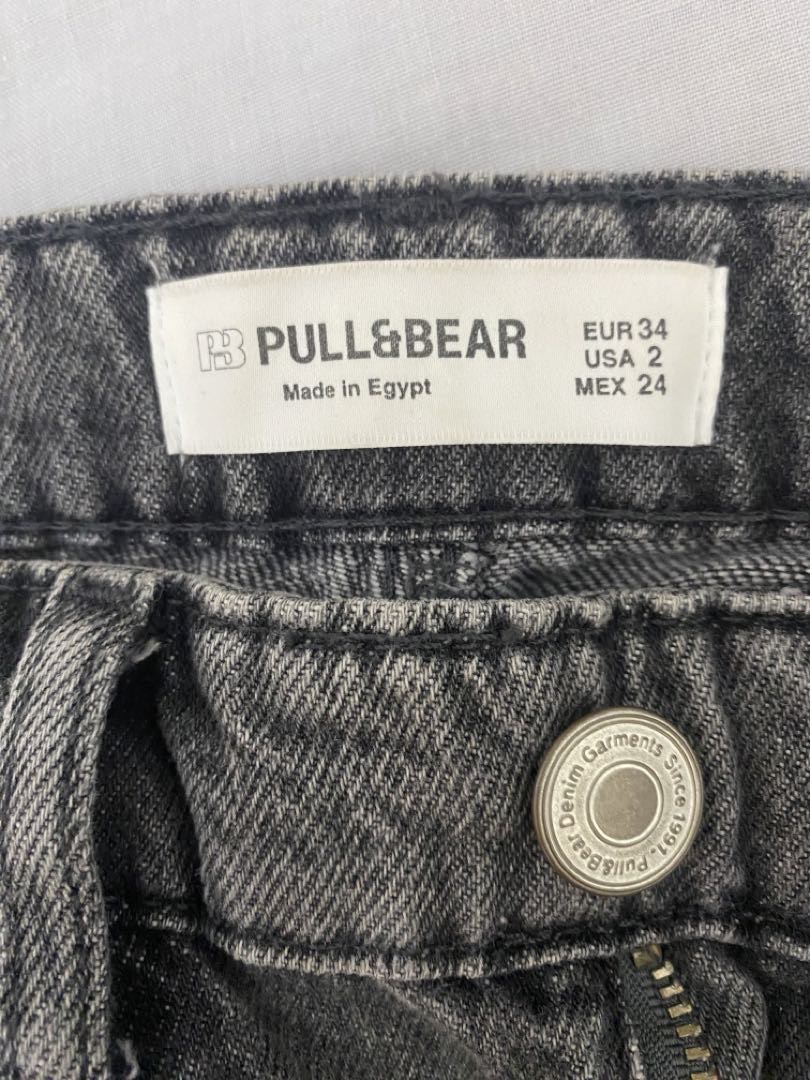 PB PULL&BEAR
Made in Egypt
EUR 34
USA 2
MEX 24
Pull&Bear Denim Garments Since 1991.